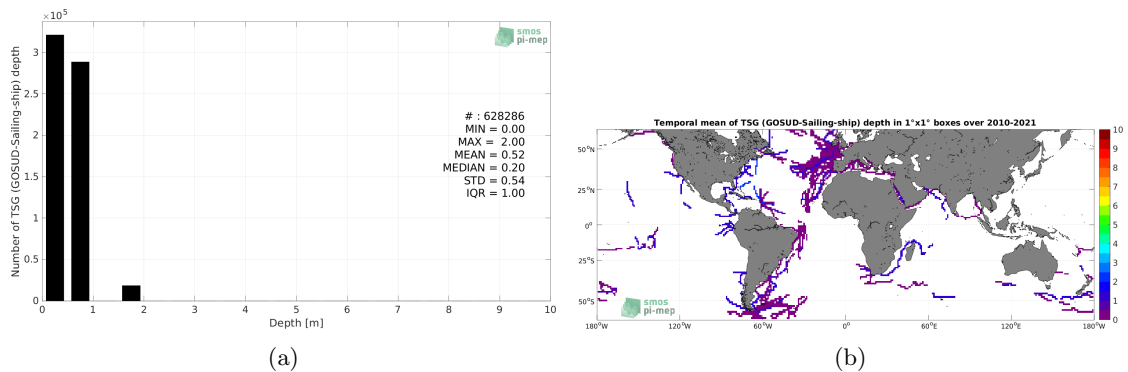 ×10⁵
smos
pi-mep
3
2.5
2
1.5
1
0.5
0
Number of TSG (GOSUD-Sailing-ship) depth
# : 628286
MIN = 0.00
MAX = 2.00
MEAN = 0.52
MEDIAN = 0.20
STD = 0.54
IQR = 1.00
0 1 2 3 4 5 6 7 8 9 10
Depth [m]
(a)
Temporal mean of TSG (GOSUD-Sailing-ship) depth in 1°x1° boxes over 2010-2021
50°N
25°N
0°
25°S
50°S
smos
pi-mep
180°W 120°W 60°W 0° 60°E 120°E 180°W
10
9
8
7
6
5
4
3
2
1
0
(b)